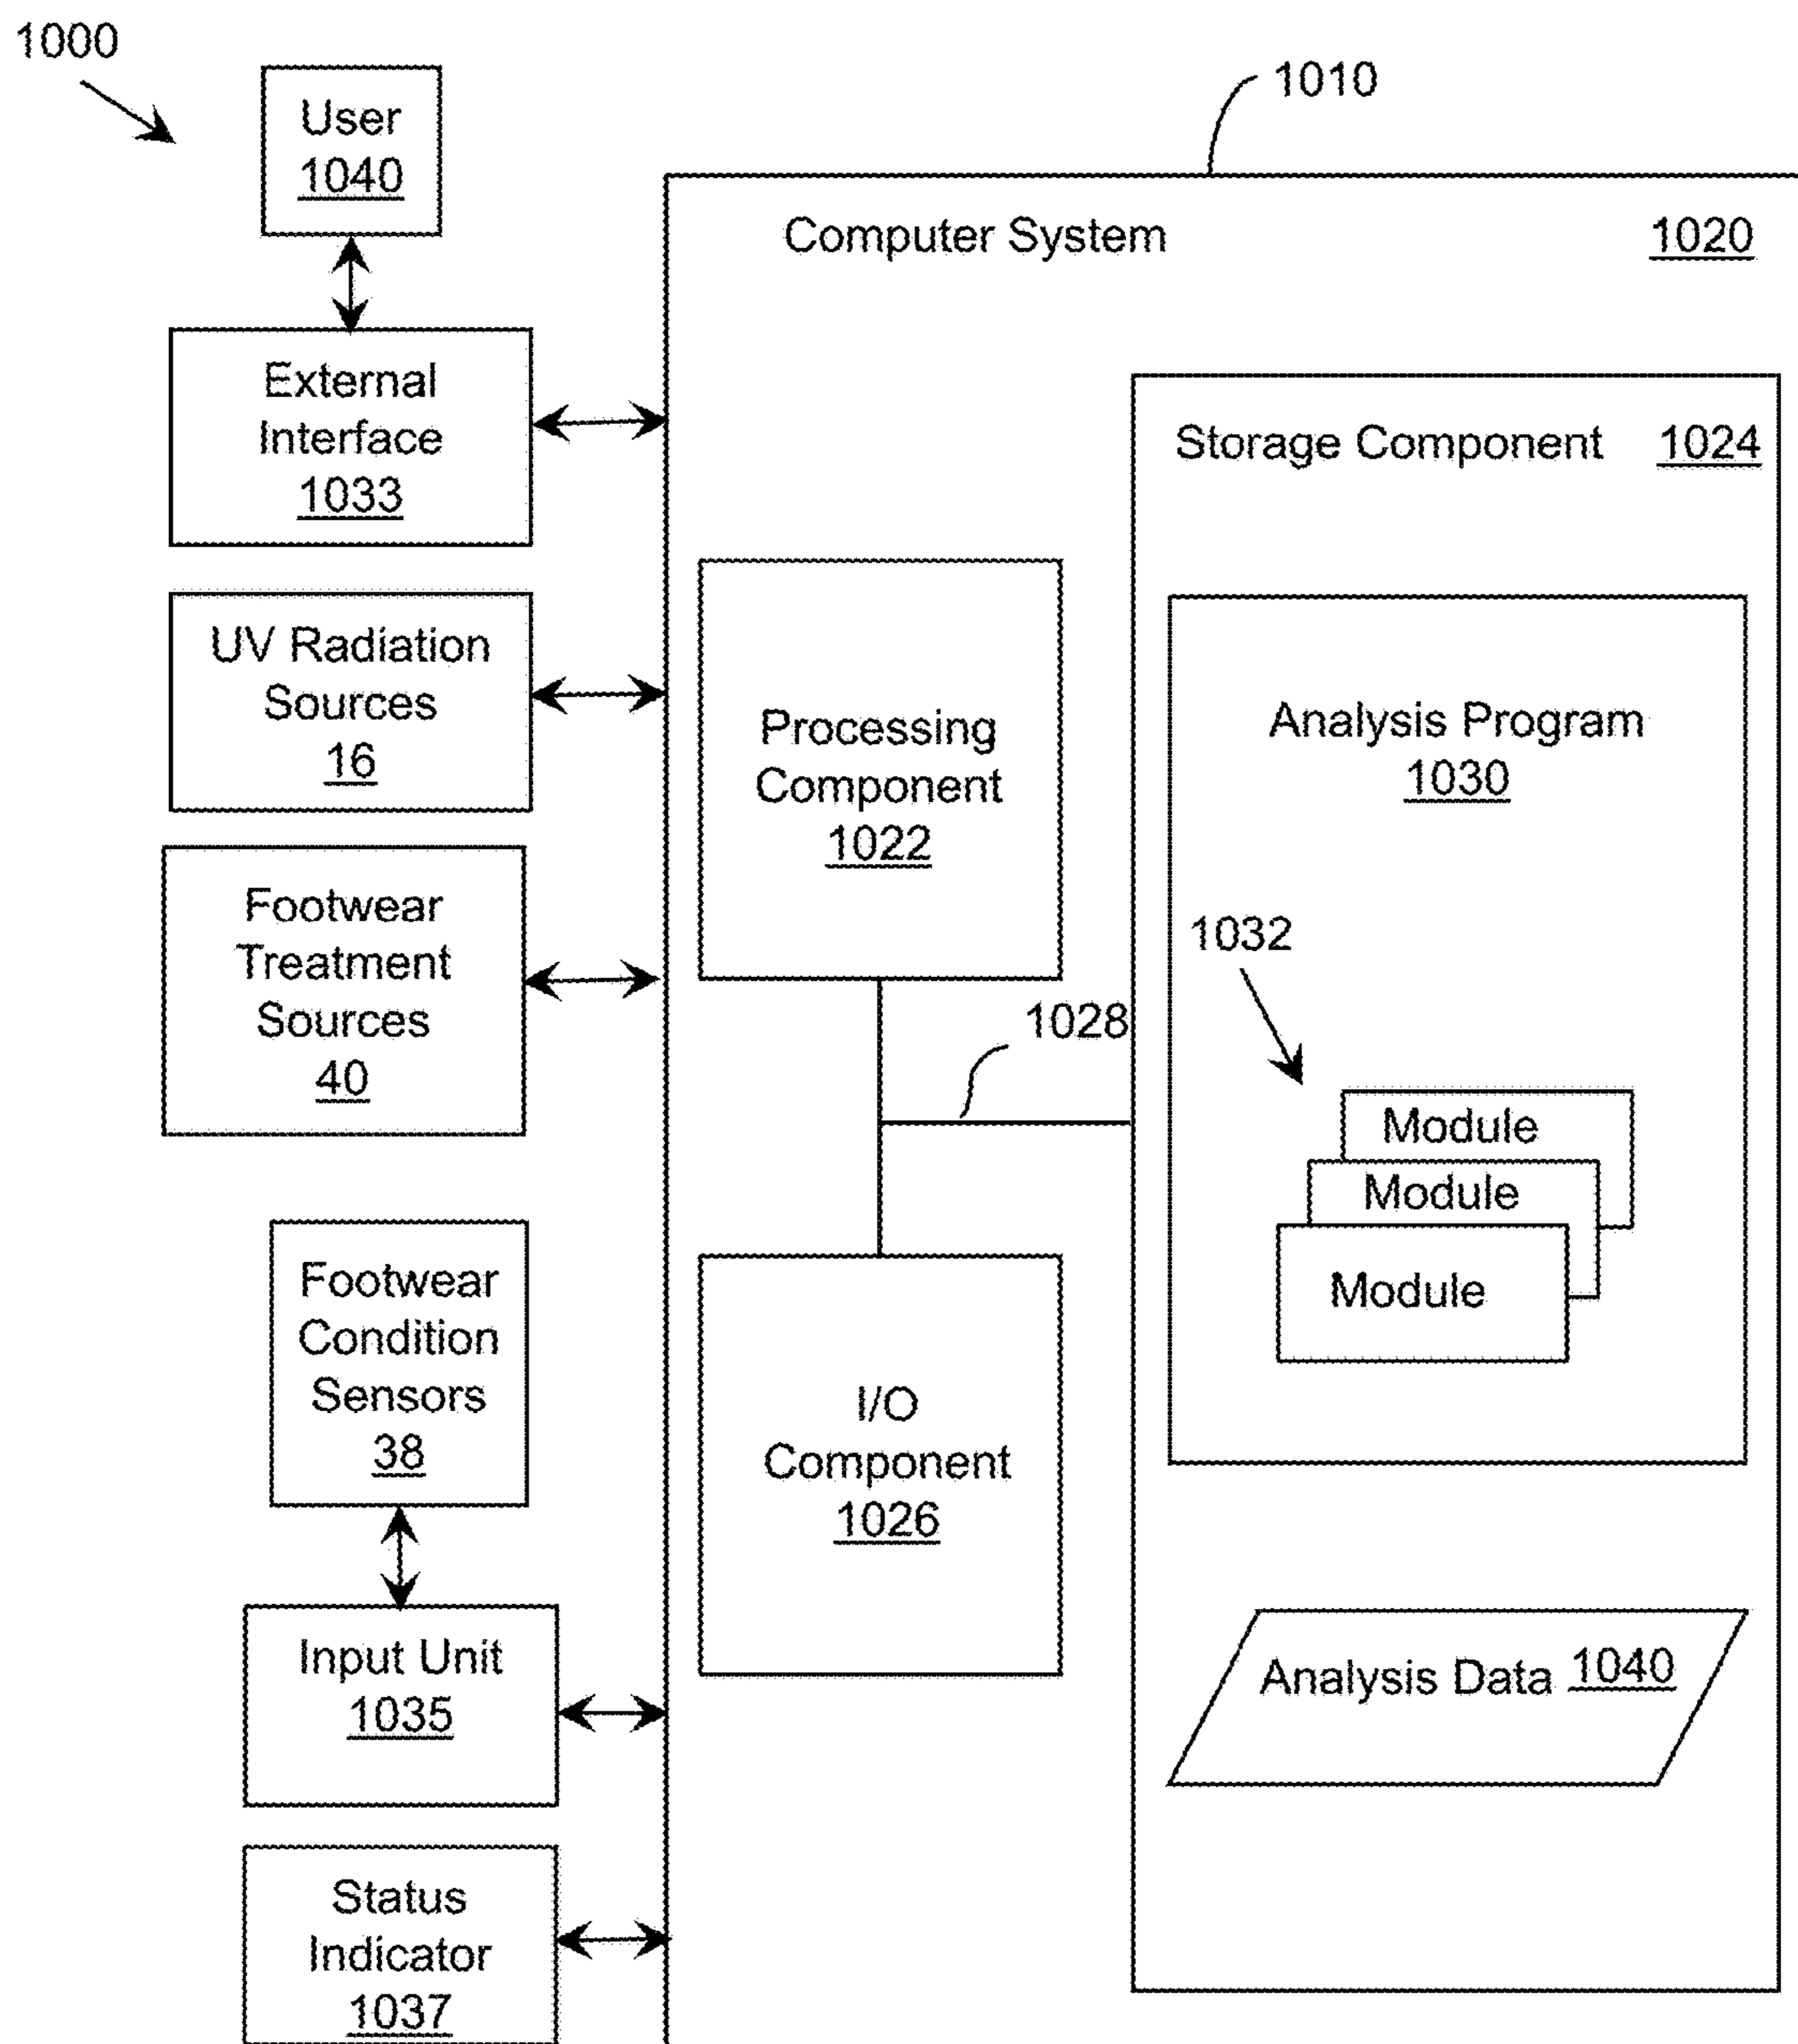 1000
User
1040
1010
Computer System 1020
External
Interface
1033
Storage Component 1024
UV Radiation
Sources
16
Processing
Component
1022
Analysis Program
1030
Footwear
Treatment
Sources
40
1032
1028
Module
Module
Module
Footwear
Condition
Sensors
38
I/O
Component
1026
Input Unit
1035
Analysis Data 1040
Status
Indicator
1037